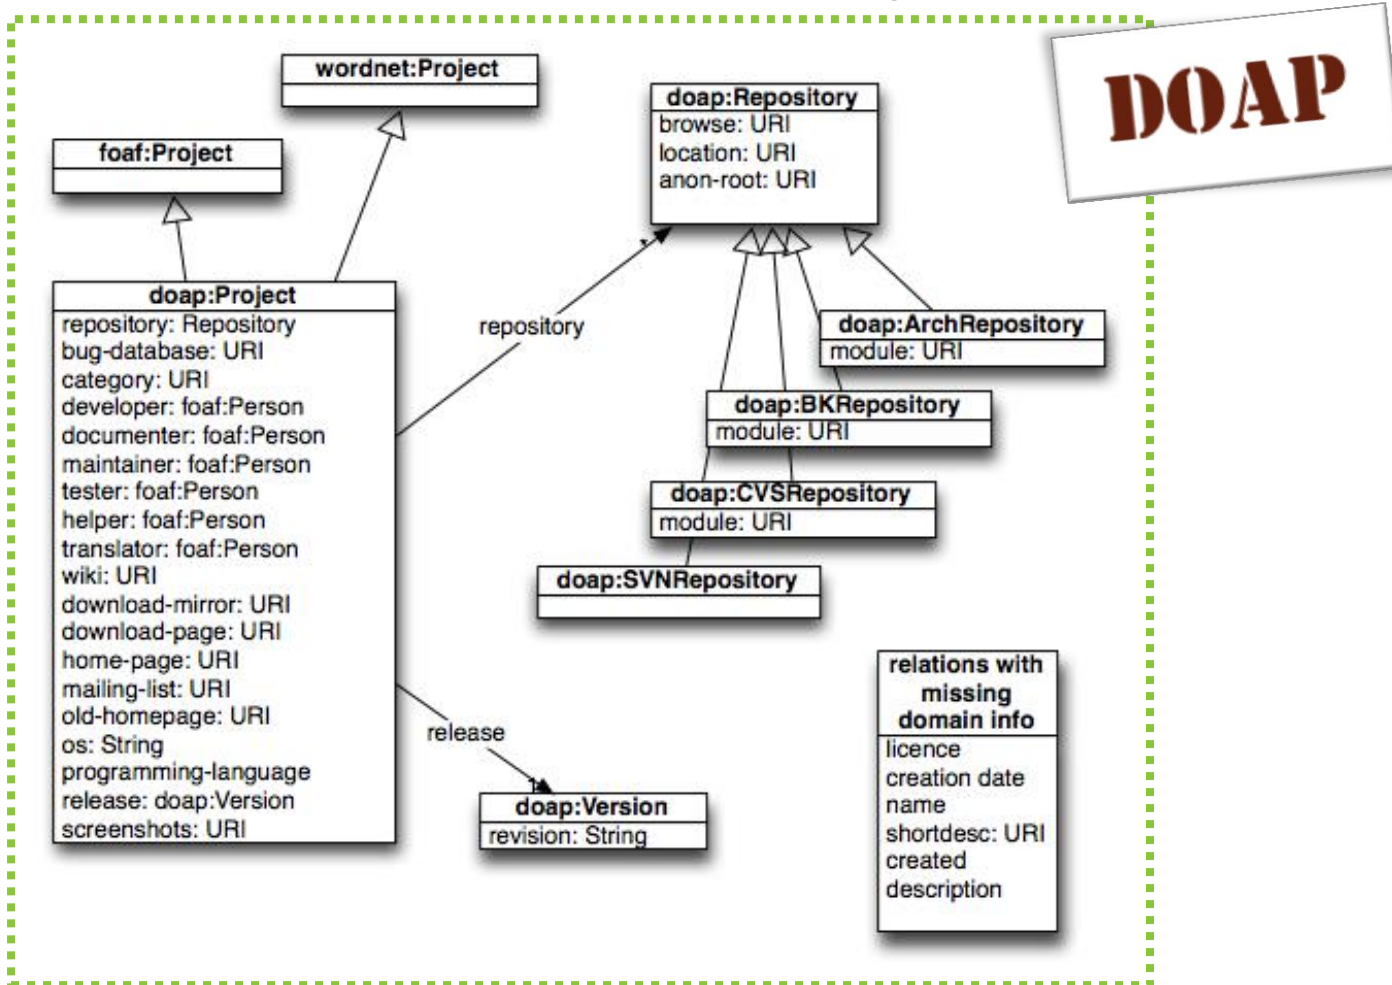 DOAP
wordnet:Project
foaf:Project
doap:Repository
browse: URI
location: URI
anon-root: URI
doap:Project
repository: Repository
bug-database: URI
category: URI
developer: foaf:Person
documenter: foaf:Person
maintainer: foaf:Person
tester: foaf:Person
helper: foaf:Person
translator: foaf:Person
wiki: URI
download-mirror: URI
download-page: URI
home-page: URI
mailing-list: URI
old-homepage: URI
os: String
programming-language
release: doap:Version
screenshots: URI
repository
*
doap:ArchRepository
module: URI
doap:BKRepository
module: URI
doap:CVSRepository
module: URI
doap:SVNRepository
release
doap:Version
revision: String
relations with
missing
domain info
licence
creation date
name
shortdesc: URI
created
description